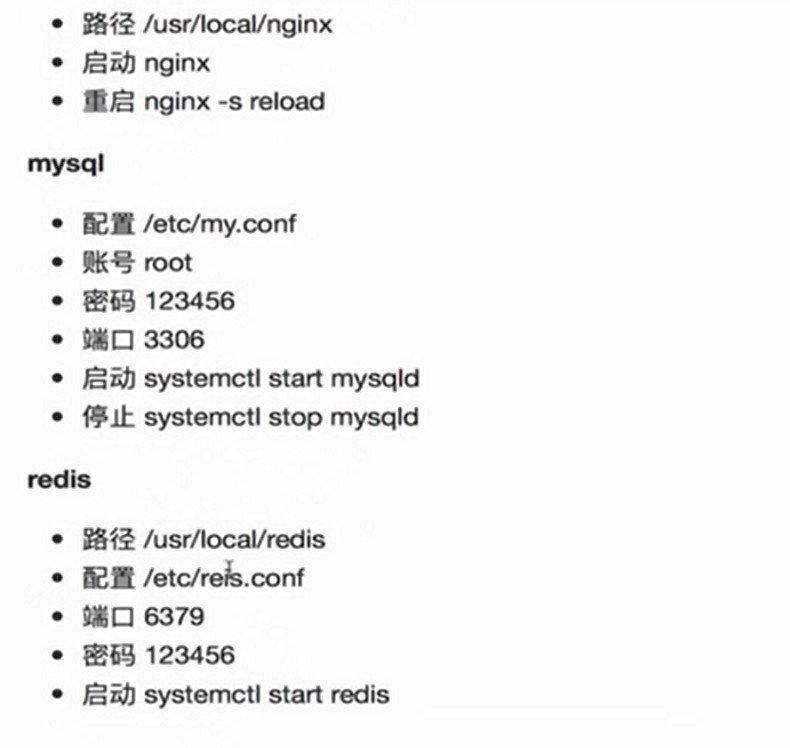 路径 /usr/local/nginx
启动 nginx
重启 nginx -s reload
mysql
配置 /etc/my.conf
账号 root
密码 123456
端口 3306
启动 systemctl start mysqld
停止 systemctl stop mysqld
redis
路径 /usr/local/redis
配置 /etc/reis.conf
端口 6379
密码 123456
启动 systemctl start redis